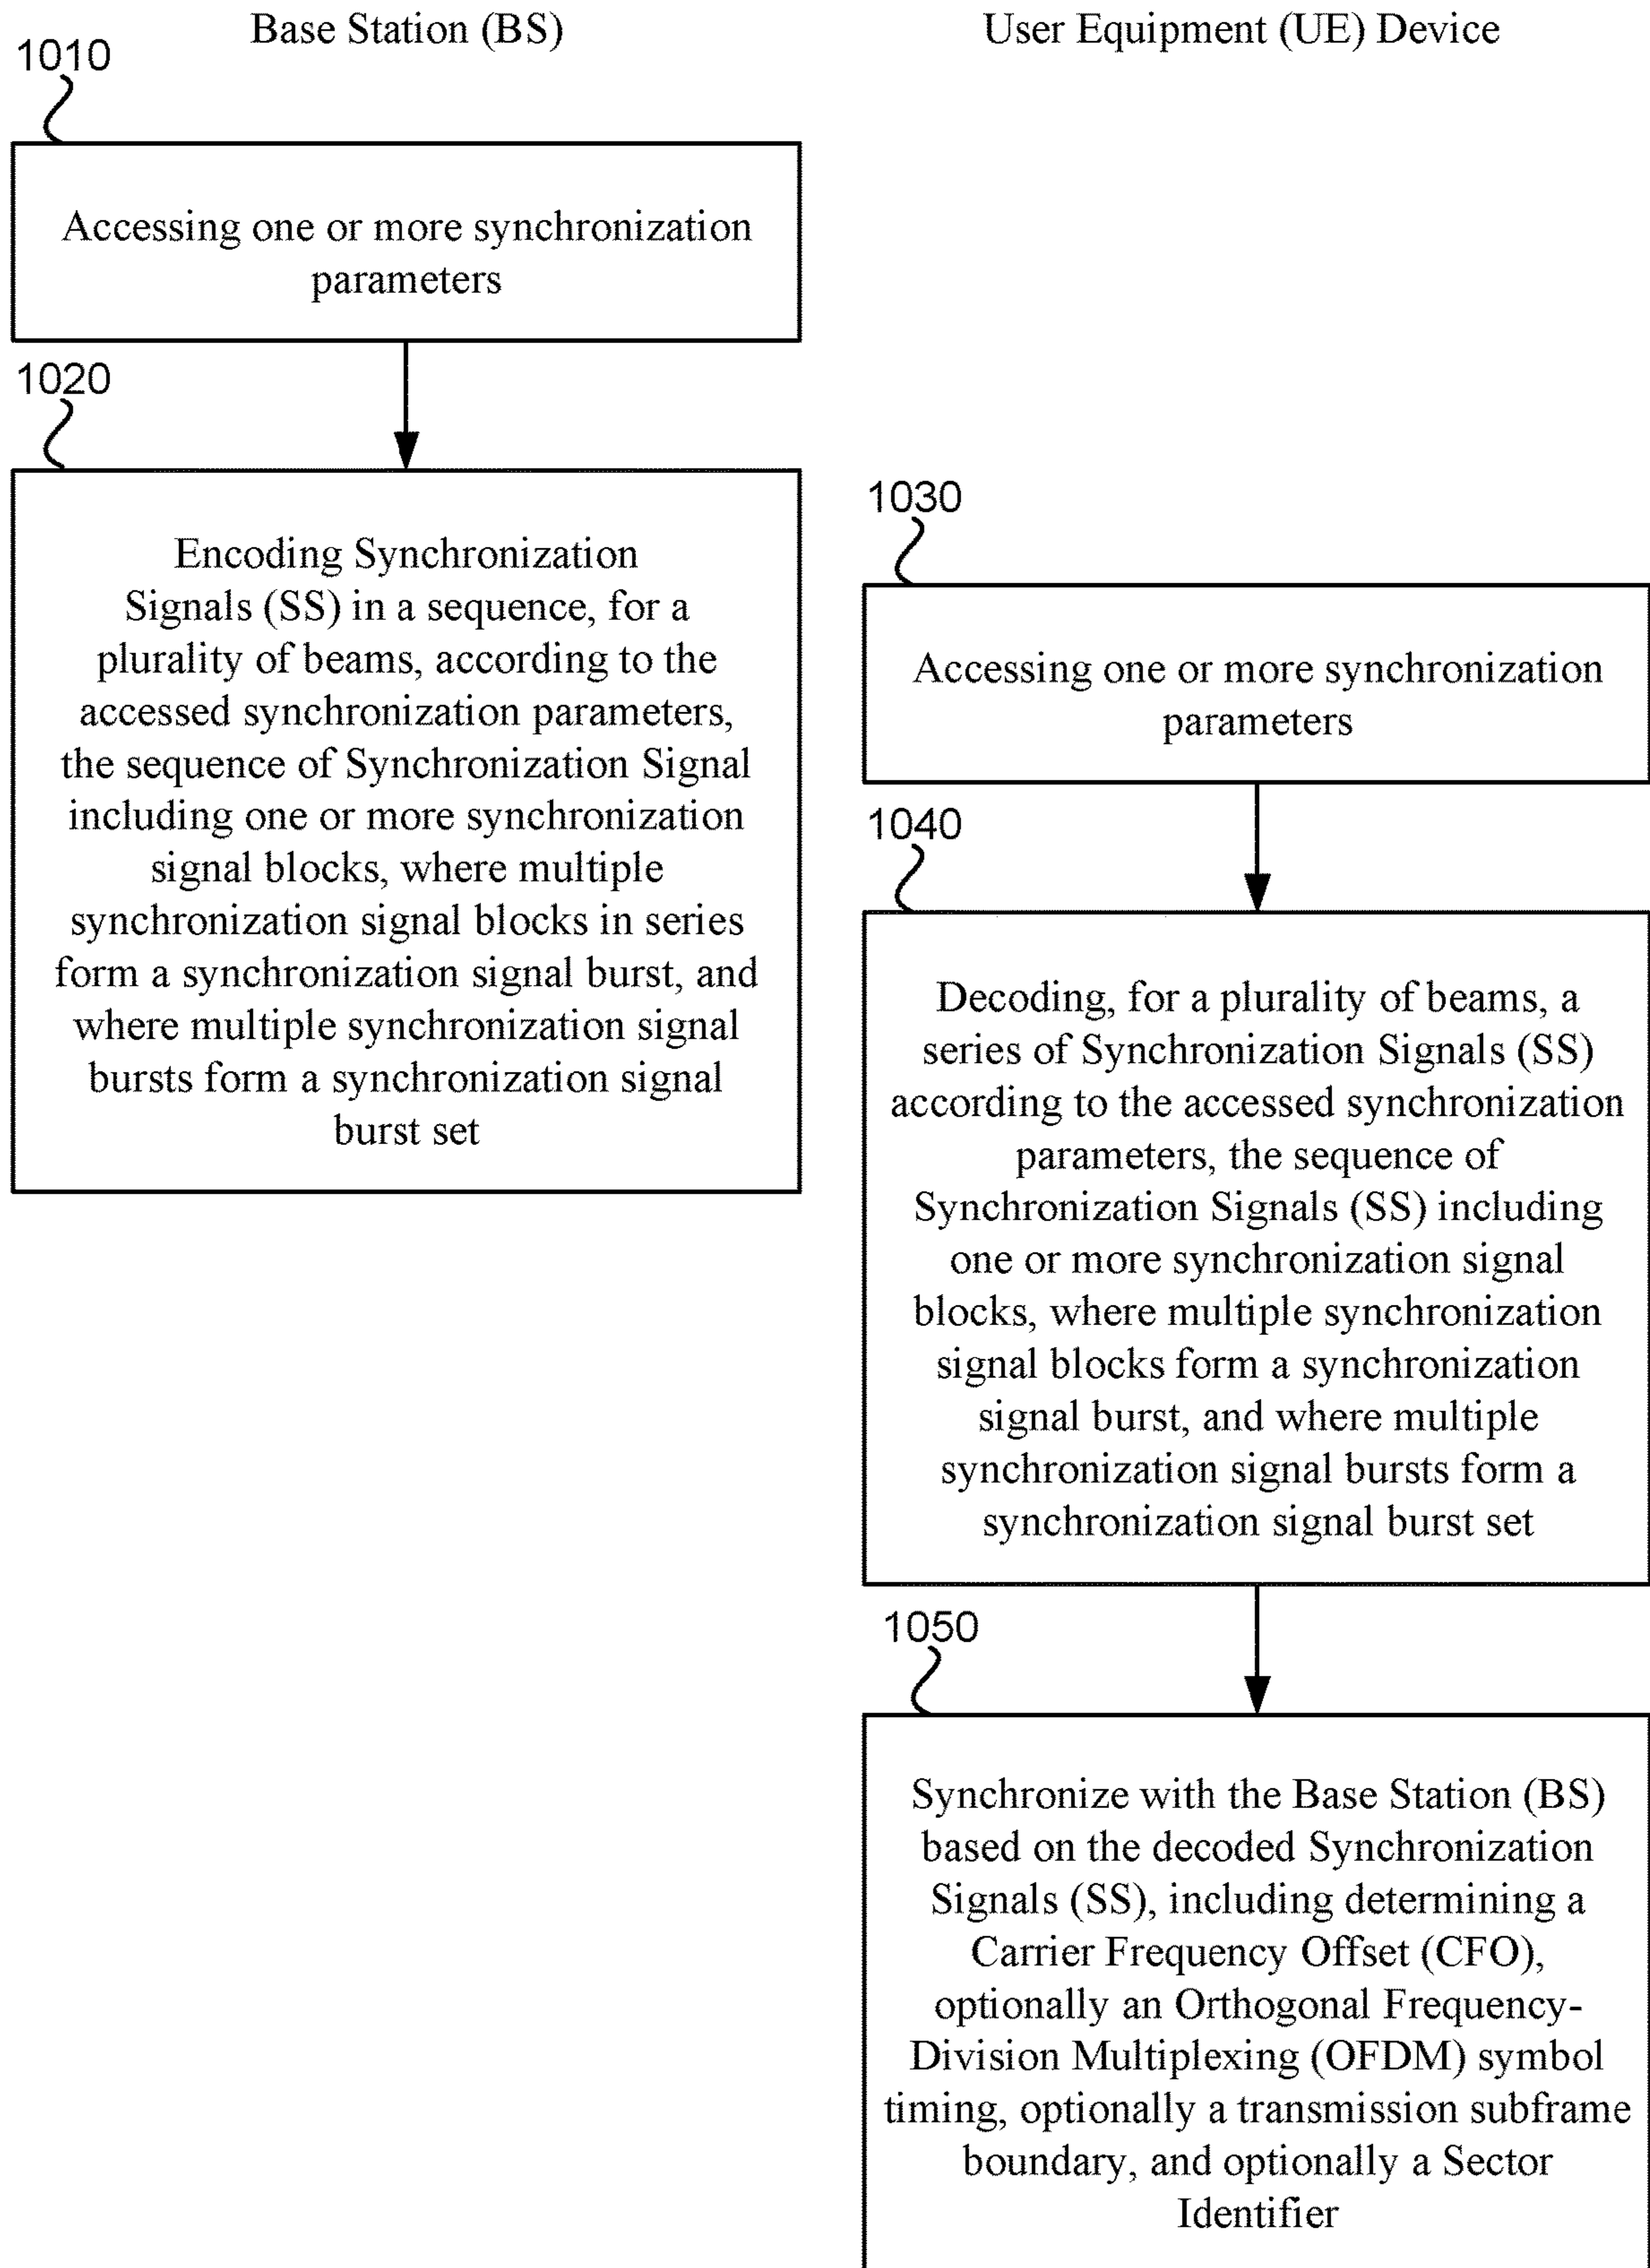 Base Station (BS)
User Equipment (UE) Device
1010
Accessing one or more synchronization
parameters
1020
Encoding Synchronization
Signals (SS) in a sequence, for a
plurality of beams, according to the
accessed synchronization parameters,
the sequence of Synchronization Signal
including one or more synchronization
signal blocks, where multiple
synchronization signal blocks in series
form a synchronization signal burst, and
where multiple synchronization signal
bursts form a synchronization signal
burst set
1030
Accessing one or more synchronization
parameters
1040
Decoding, for a plurality of beams, a
series of Synchronization Signals (SS)
according to the accessed synchronization
parameters, the sequence of
Synchronization Signals (SS) including
one or more synchronization signal
blocks, where multiple synchronization
signal blocks form a synchronization
signal burst, and where multiple
synchronization signal bursts form a
synchronization signal burst set
1050
Synchronize with the Base Station (BS)
based on the decoded Synchronization
Signals (SS), including determining a
Carrier Frequency Offset (CFO),
optionally an Orthogonal Frequency-
Division Multiplexing (OFDM) symbol
timing, optionally a transmission subframe
boundary, and optionally a Sector
Identifier